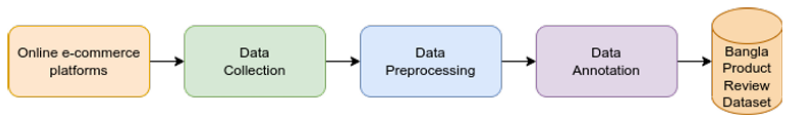 Online e-commerce
platforms
Data
Collection
Data
Preprocessing
Data
Annotation
Bangla
Product
Review
Dataset